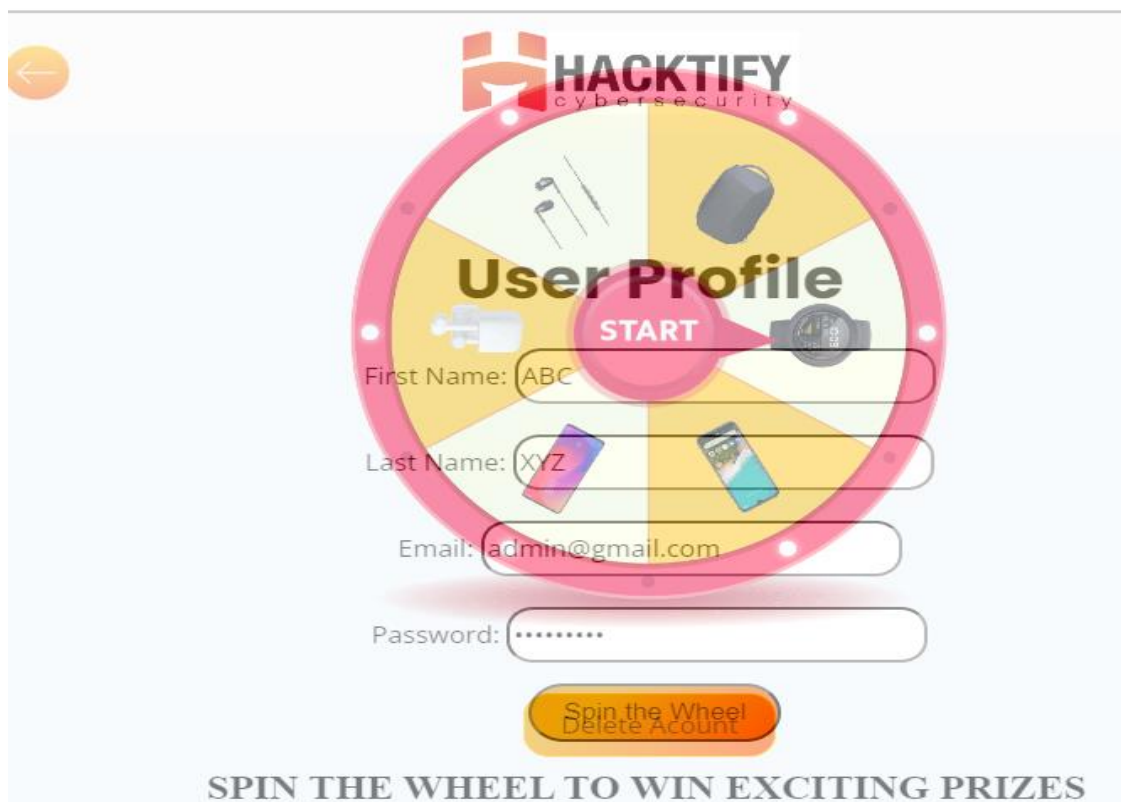 HACKTIFY
cybersecurity
User Profile
START
First Name: ABC
Last Name: XYZ
Email: admin@gmail.com
Password: •••••••••
Spin the Wheel
Delete Acount
SPIN THE WHEEL TO WIN EXCITING PRIZES